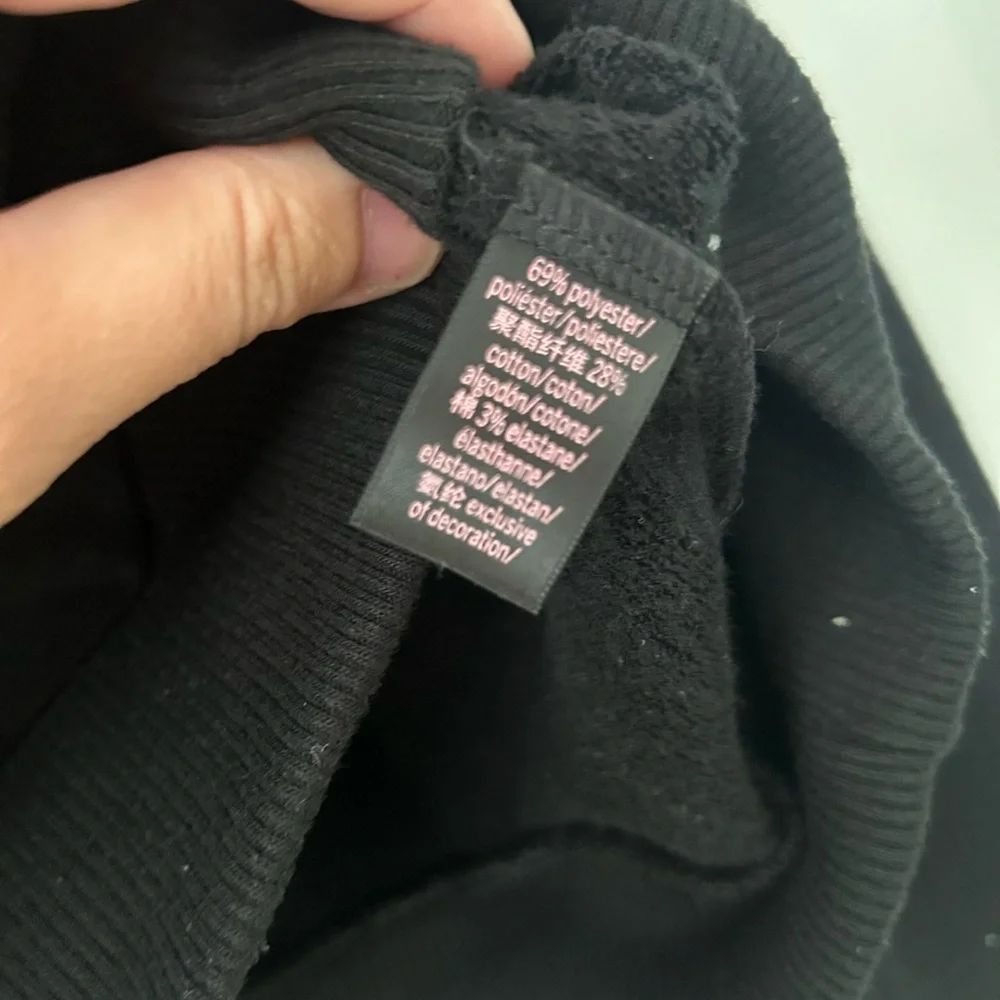 69% polyester/
poliéster/poliestere/
聚酯纤维 28%
cotton/coton/
algodón/cotone/
棉 3% elastane/
élasthanne/
elastano/élastan/
氨纶 exclusive
of decoration/